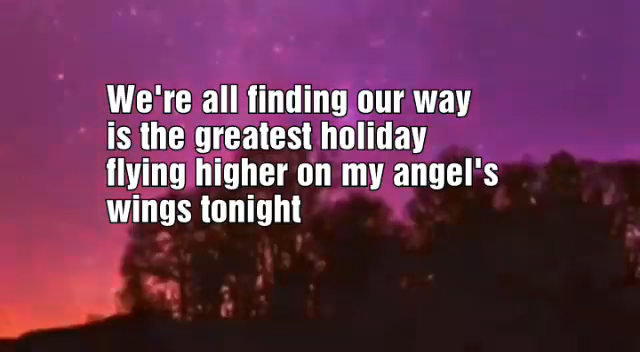 We're all finding our way
is the greatest holiday
flying higher on my angel's
wings tonight